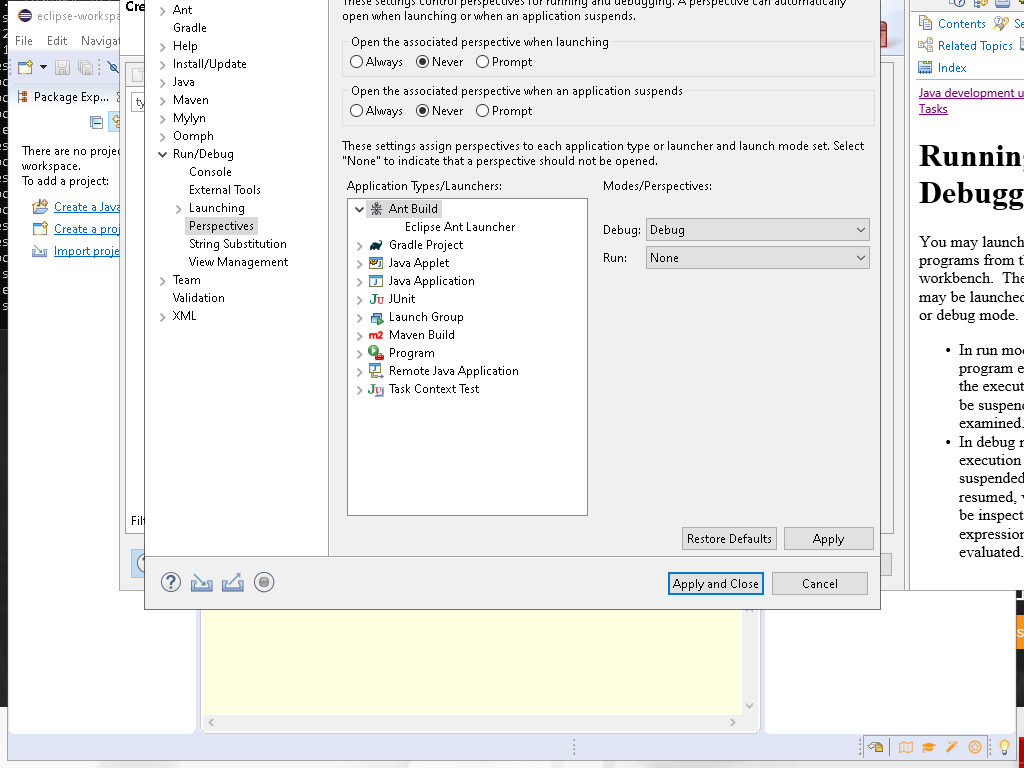 eclipse-workspa
File Edit Navigat
Package Exp...
There are no proje
workspace.
To add a project:
Create a Java
Create a proj
Import proje
Cre
ty
Filt
Ant
Gradle
Help
Install/Update
Java
Maven
Mylyn
Oomph
Run/Debug
Console
External Tools
Launching
Perspectives
String Substitution
View Management
Team
Validation
XML
These settings control perspectives for running and debugging. A perspective can automatically
open when launching or when an application suspends.
Open the associated perspective when launching
Always Never Prompt
Open the associated perspective when an application suspends
Always Never Prompt
These settings assign perspectives to each application type or launcher and launch mode set. Select
"None" to indicate that a perspective should not be opened.
Application Types/Launchers:
Ant Build
Eclipse Ant Launcher
Gradle Project
Java Applet
Java Application
JUnit
Launch Group
Maven Build
Program
Remote Java Application
Task Context Test
Modes/Perspectives:
Debug: Debug
Run: None
Restore Defaults Apply
Apply and Close Cancel
Contents Se
Related Topics
Index
Java development u
Tasks
Running
Debugg
You may launch
programs from th
workbench. The
may be launched
or debug mode.
• In run mod
program e
the execut
be suspend
examined.
• In debug m
execution
suspended
resumed, v
be inspect
expression
evaluated.